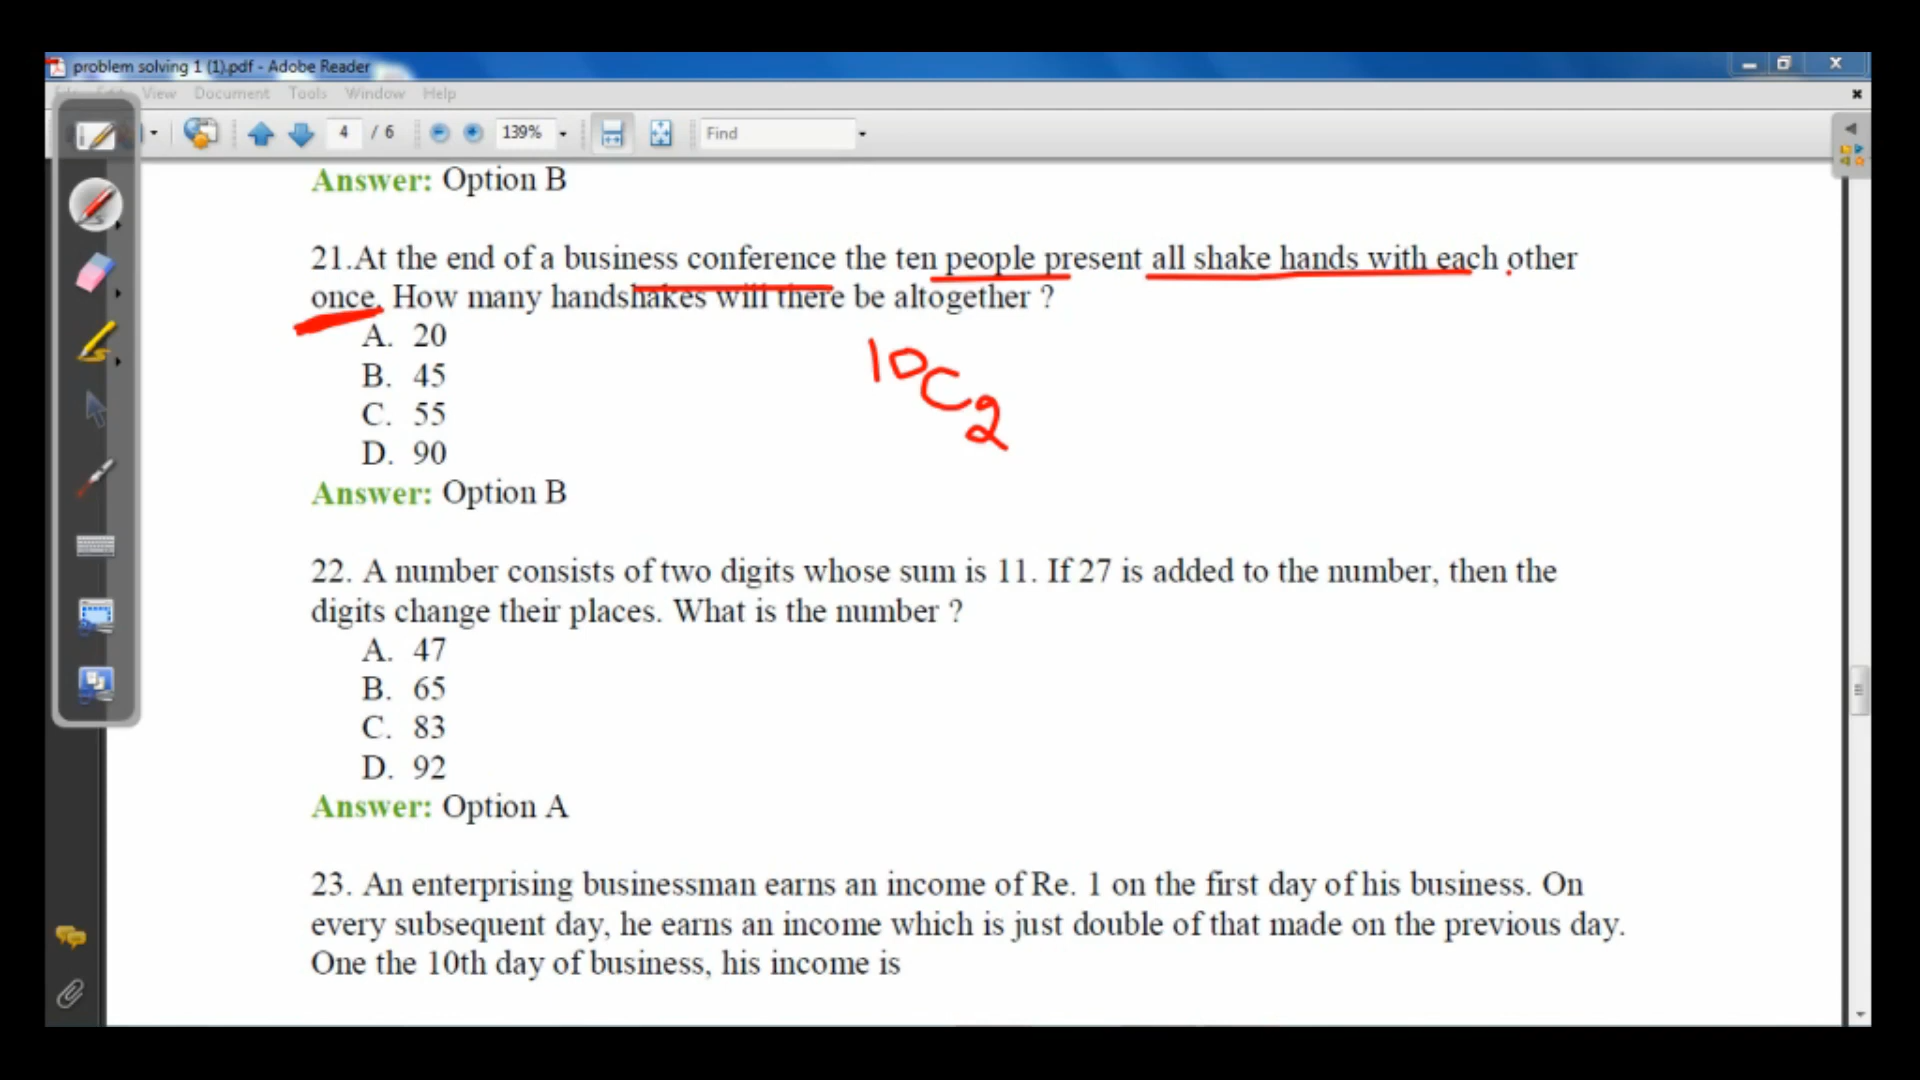 problem solving 1 (1).pdf - Adobe Reader
View Document Tools Window Help
4 / 6 139% Find
Answer: Option B
21.At the end of a business conference the ten people present all shake hands with each other
once. How many handshakes will there be altogether ?
A. 20
B. 45
C. 55
D. 90
10C2
Answer: Option B
22. A number consists of two digits whose sum is 11. If 27 is added to the number, then the
digits change their places. What is the number ?
A. 47
B. 65
C. 83
D. 92
Answer: Option A
23. An enterprising businessman earns an income of Re. 1 on the first day of his business. On
every subsequent day, he earns an income which is just double of that made on the previous day.
One the 10th day of business, his income is